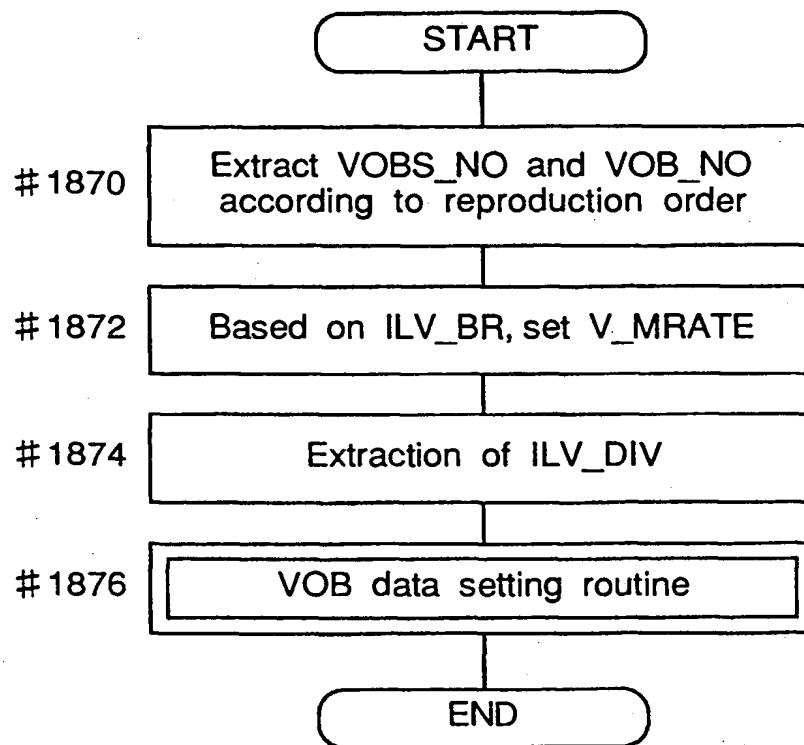 START
#1870
Extract VOBS_NO and VOB_NO
according to reproduction order
#1872
Based on ILV_BR, set V_MRATE
#1874
Extraction of ILV_DIV
#1876
VOB data setting routine
END